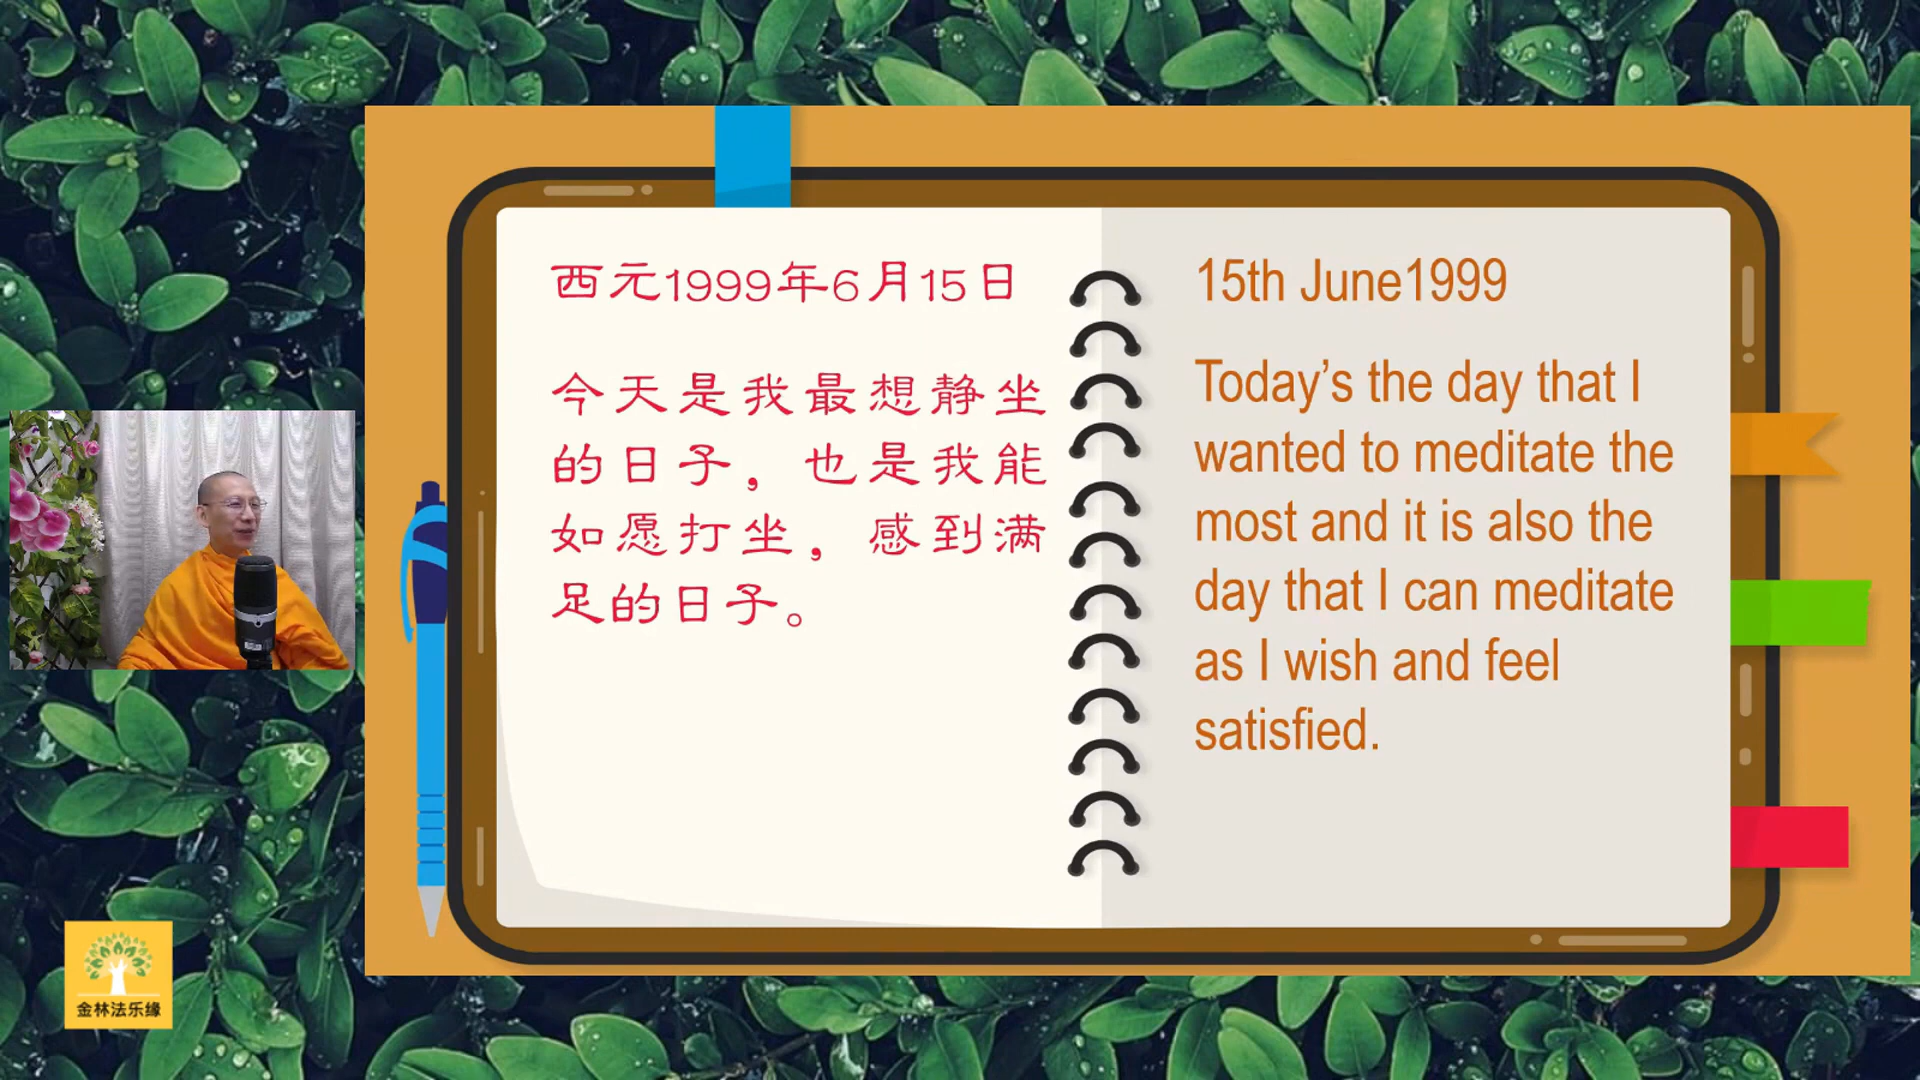 西元1999年6月15日
今天是我最想静坐
的日子，也是我能
如愿打坐，感到满
足的日子。
15th June1999
Today’s the day that I
wanted to meditate the
most and it is also the
day that I can meditate
as I wish and feel
satisfied.
金林法乐缘